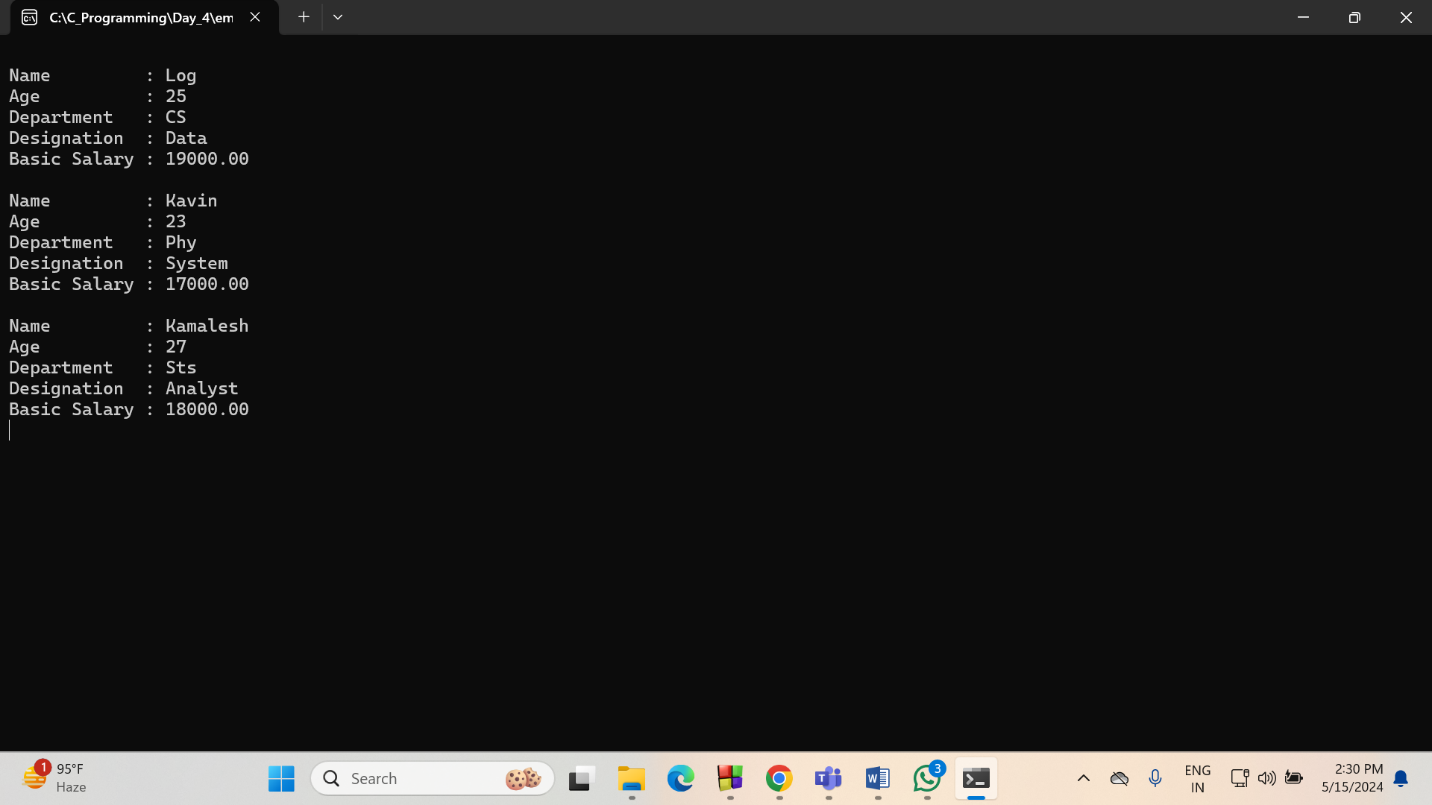 C:\C_Programming\Day_4\em
Name : Log
Age : 25
Department : CS
Designation : Data
Basic Salary : 19000.00
Name : Kavin
Age : 23
Department : Phy
Designation : System
Basic Salary : 17000.00
Name : Kamalesh
Age : 27
Department : Sts
Designation : Analyst
Basic Salary : 18000.00
1
95°F
Haze
Search
3
ENG
IN
2:30 PM
5/15/2024